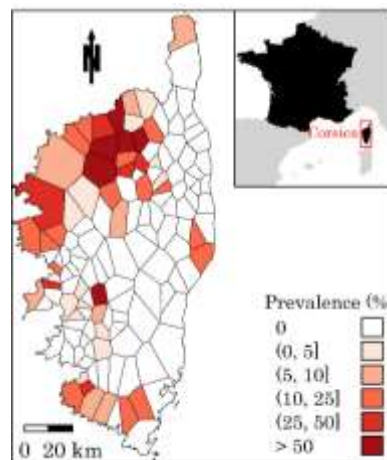 N
Corsica
Prevalence (%
0
(0, 5]
(5, 10]
(10, 25]
(25, 50]
> 50
0 20 km